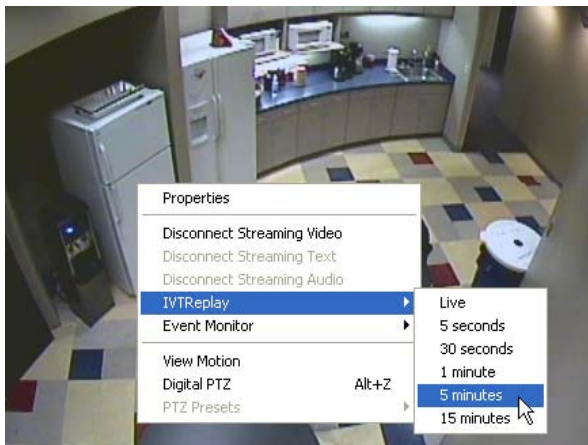 Properties
Disconnect Streaming Video
Disconnect Streaming Text
Disconnect Streaming Audio
IVTReplay
Event Monitor
View Motion
Digital PTZ Alt+Z
PTZ Presets
Live
5 seconds
30 seconds
1 minute
5 minutes
15 minutes